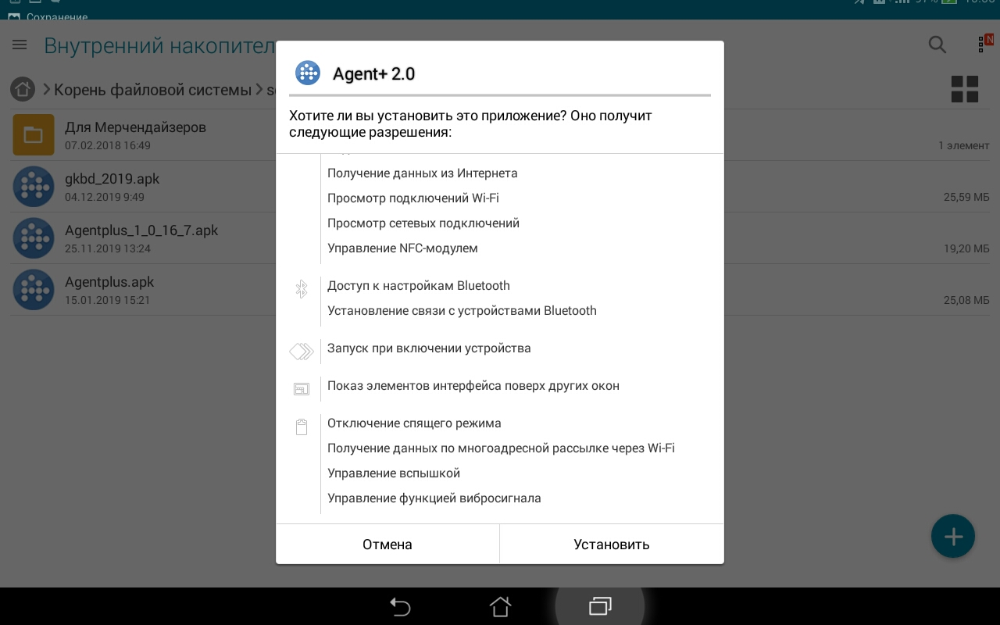 Сохранение
Внутренний накопител
Agent+ 2.0
Корень файловой системы
Хотите ли вы установить это приложение? Оно получит
следующие разрешения:
Для Мерчендайзеров
07.02.2018 16:49
1 элемент
gkbd_2019.apk
04.12.2019 9:49
25,59 МБ
Agentplus_1_0_16_7.apk
25.11.2019 13:24
19,20 МБ
Agentplus.apk
15.01.2019 15:21
25,08 МБ
Получение данных из Интернета
Просмотр подключений Wi-Fi
Просмотр сетевых подключений
Управление NFC-модулем
Доступ к настройкам Bluetooth
Установление связи с устройствами Bluetooth
Запуск при включении устройства
Показ элементов интерфейса поверх других окон
Отключение спящего режима
Получение данных по многоадресной рассылке через Wi-Fi
Управление вспышкой
Управление функцией вибросигнала
Отмена
Установить
N